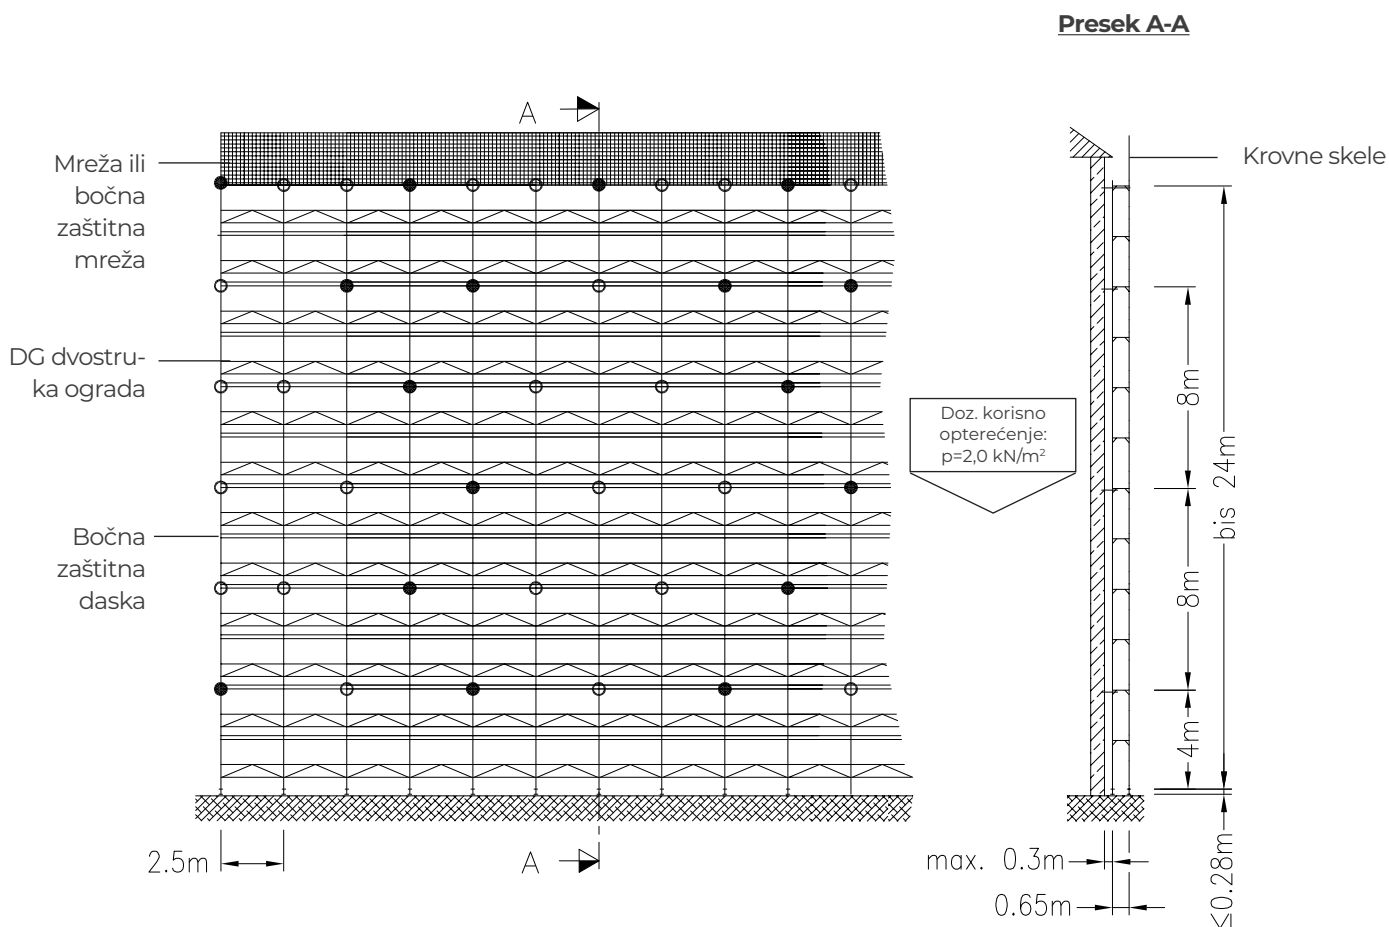 Presek A-A
A
Mreža ili
bočna
zaštitna
mreža
Krovne skele
DG dvostru-
ka ograda
Doz. korisno
opterećenje:
p=2,0 kN/m²
8m
bis 24m
Bočna
zaštitna
daska
8m
4m
2.5m
A
max. 0.3m
0.65m
≤0.28m